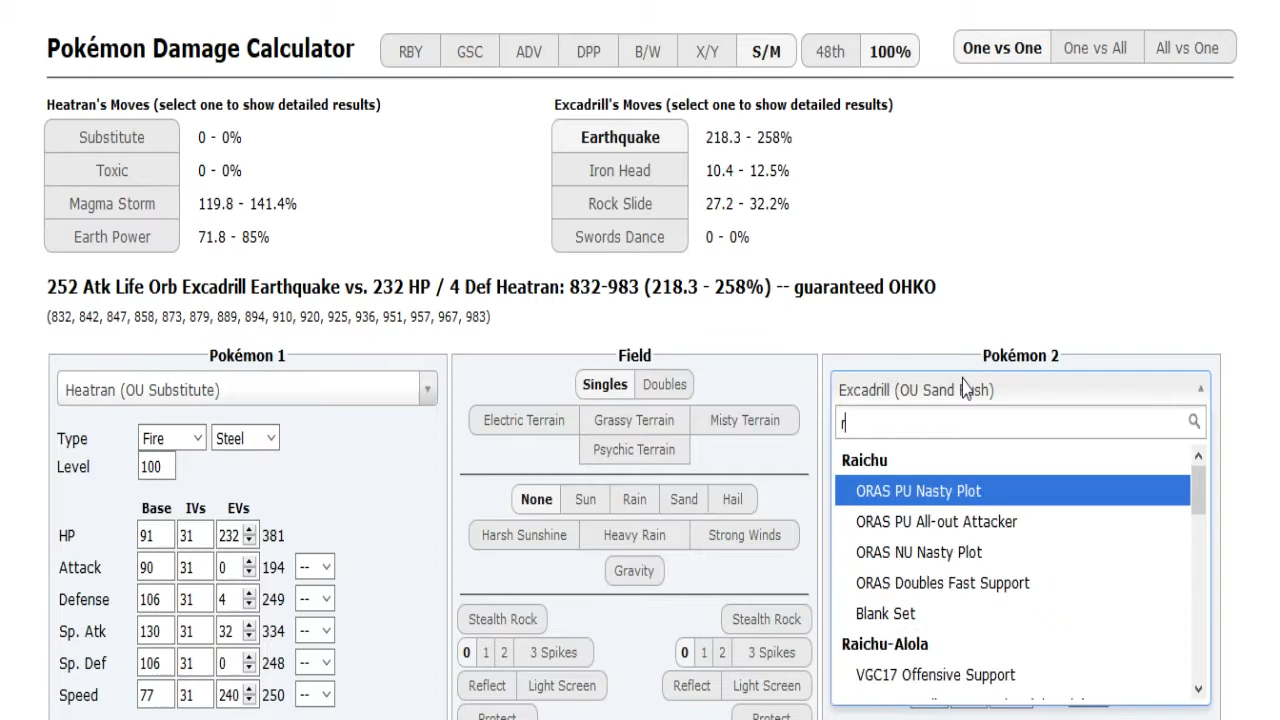 Pokémon Damage Calculator RBY GSC ADV DPP B/W X/Y S/M 48th 100% One vs One One vs All All vs One
Heatran's Moves (select one to show detailed results) Excadrill's Moves (select one to show detailed results)
Substitute 0 - 0% Earthquake 218.3 - 258%
Toxic 0 - 0% Iron Head 10.4 - 12.5%
Magma Storm 119.8 - 141.4% Rock Slide 27.2 - 32.2%
Earth Power 71.8 - 85% Swords Dance 0 - 0%
252 Atk Life Orb Excadrill Earthquake vs. 232 HP / 4 Def Heatran: 832-983 (218.3 - 258%) -- guaranteed OHKO
(832, 842, 847, 858, 873, 879, 889, 894, 910, 920, 925, 936, 951, 957, 967, 983)
Pokémon 1
Heatran (OU Substitute)
Type Fire Steel
Level 100
Base IVs EVs
HP 91 31 232 381
Attack 90 31 0 194 --
Defense 106 31 4 249 --
Sp. Atk 130 31 32 334 --
Sp. Def 106 31 0 248 --
Speed 77 31 240 250 --
Field
Singles Doubles
Electric Terrain Grassy Terrain Misty Terrain
Psychic Terrain
None Sun Rain Sand Hail
Harsh Sunshine Heavy Rain Strong Winds
Gravity
Stealth Rock Stealth Rock
0 1 2 3 Spikes 0 1 2 3 Spikes
Reflect Light Screen Reflect Light Screen
Protect Protect
Pokémon 2
Excadrill (OU Sand Rush)
r
Raichu
ORAS PU Nasty Plot
ORAS PU All-out Attacker
ORAS NU Nasty Plot
ORAS Doubles Fast Support
Blank Set
Raichu-Alola
VGC17 Offensive Support